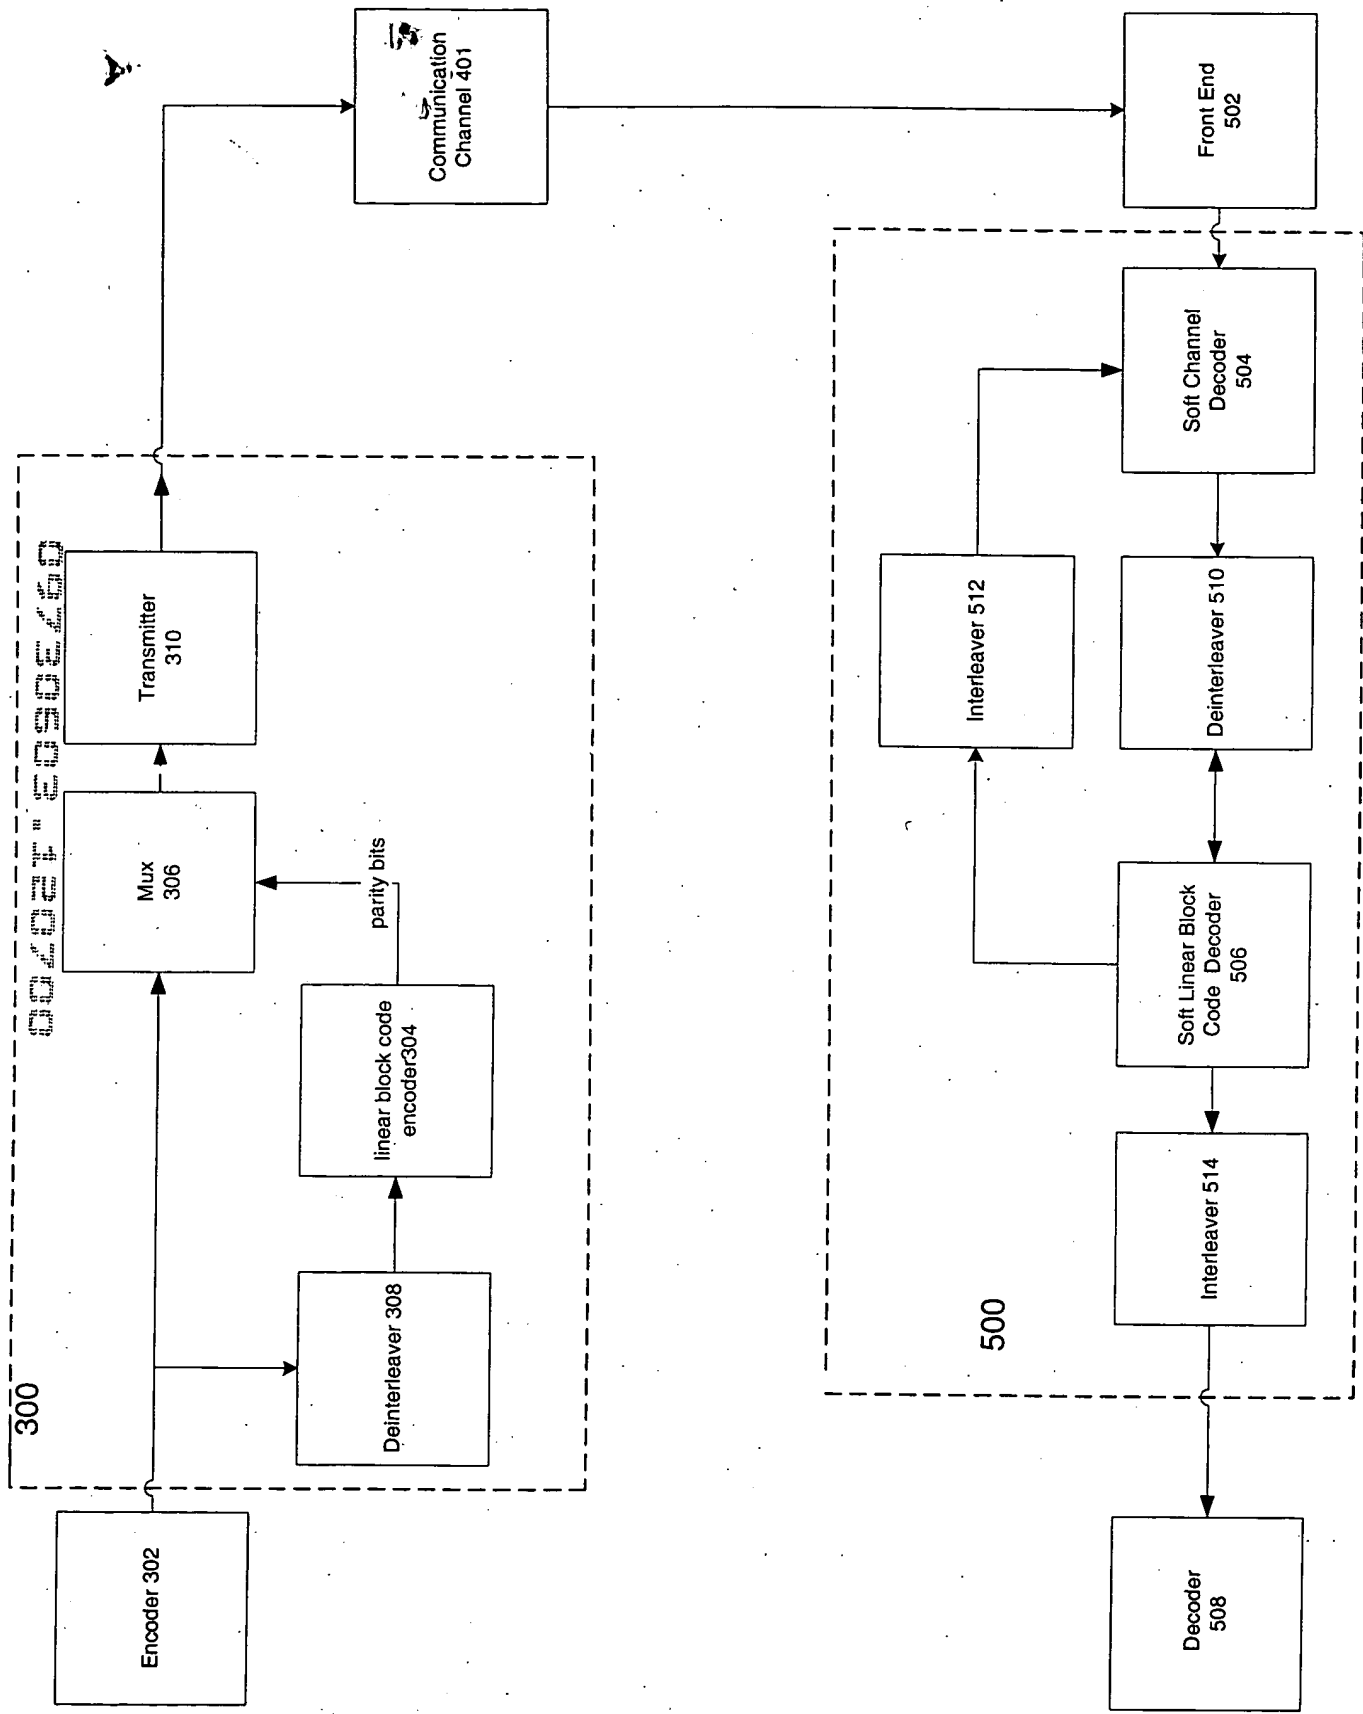 300
Encoder 302
Deinterleaver 308
linear block code
encoder304
parity bits
Mux
306
Transmitter
310
09730603 . 120700
Communication
Channel 401
Front End
502
500
Soft Channel
Decoder
504
Deinterleaver 510
Interleaver 512
Soft Linear Block
Code Decoder
506
Interleaver 514
Decoder
508